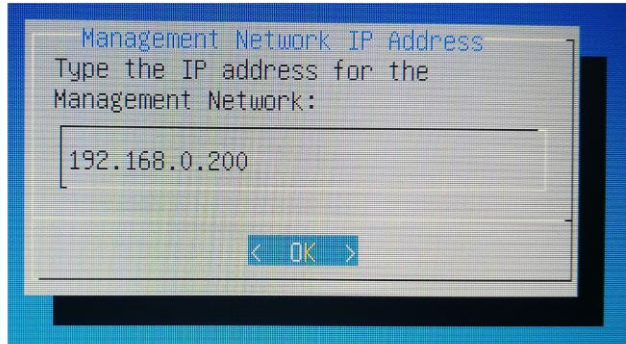 Management Network IP Address
Type the IP address for the
Management Network:
192.168.0.200
< OK >